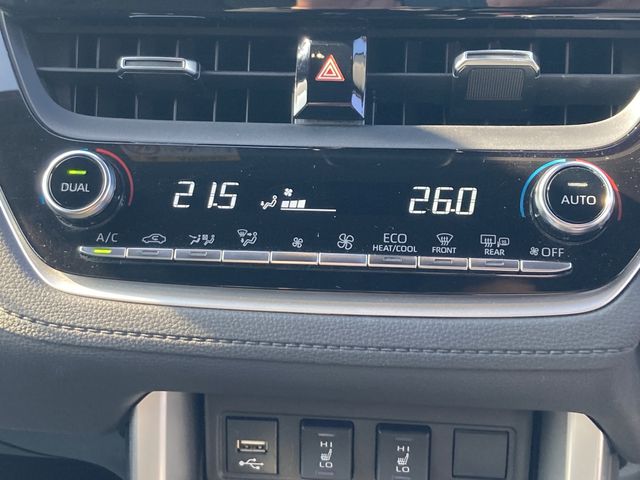 DUAL
21.5
26.0
AUTO
A/C
ECO
HEAT/COOL
FRONT
REAR
OFF
HI
LO
HI
LO